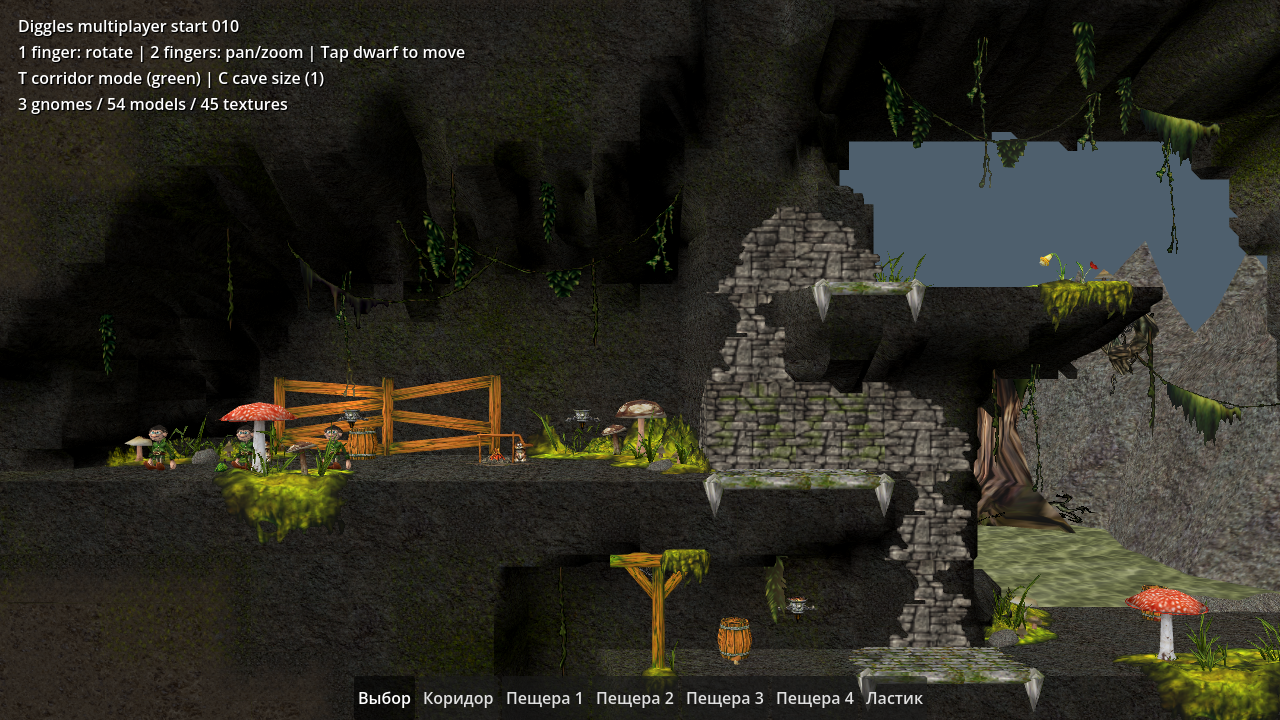 Diggles multiplayer start 010
1 finger: rotate | 2 fingers: pan/zoom | Tap dwarf to move
T corridor mode (green) | C cave size (1)
3 gnomes / 54 models / 45 textures
Выбор Коридор Пещера 1 Пещера 2 Пещера 3 Пещера 4 Ластик